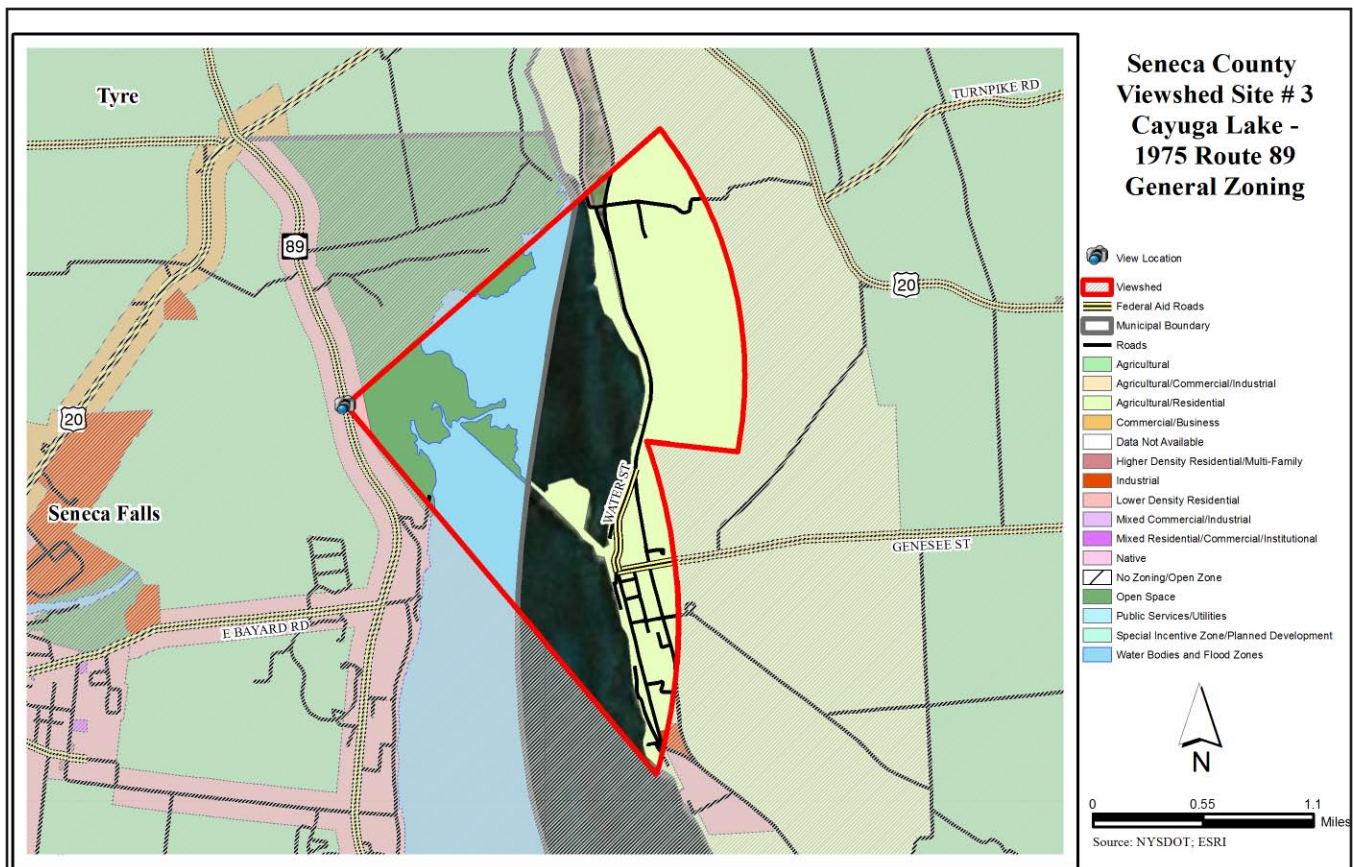 Seneca County
Viewshed Site # 3
Cayuga Lake -
1975 Route 89
General Zoning
Tyre
TURNPIKE RD
89
20
20
Seneca Falls
WATER ST
GENESEE ST
E BAYARD RD
View Location
Viewshed
Federal Aid Roads
Municipal Boundary
Roads
Agricultural
Agricultural/Commercial/Industrial
Agricultural/Residential
Commercial/Business
Data Not Available
Higher Density Residential/Multi-Family
Industrial
Lower Density Residential
Mixed Commercial/Industrial
Mixed Residential/Commercial/Institutional
Native
No Zoning/Open Zone
Open Space
Public Services/Utilities
Special Incentive Zone/Planned Development
Water Bodies and Flood Zones
N
0 0.55 1.1
Miles
Source: NYSDOT; ESRI